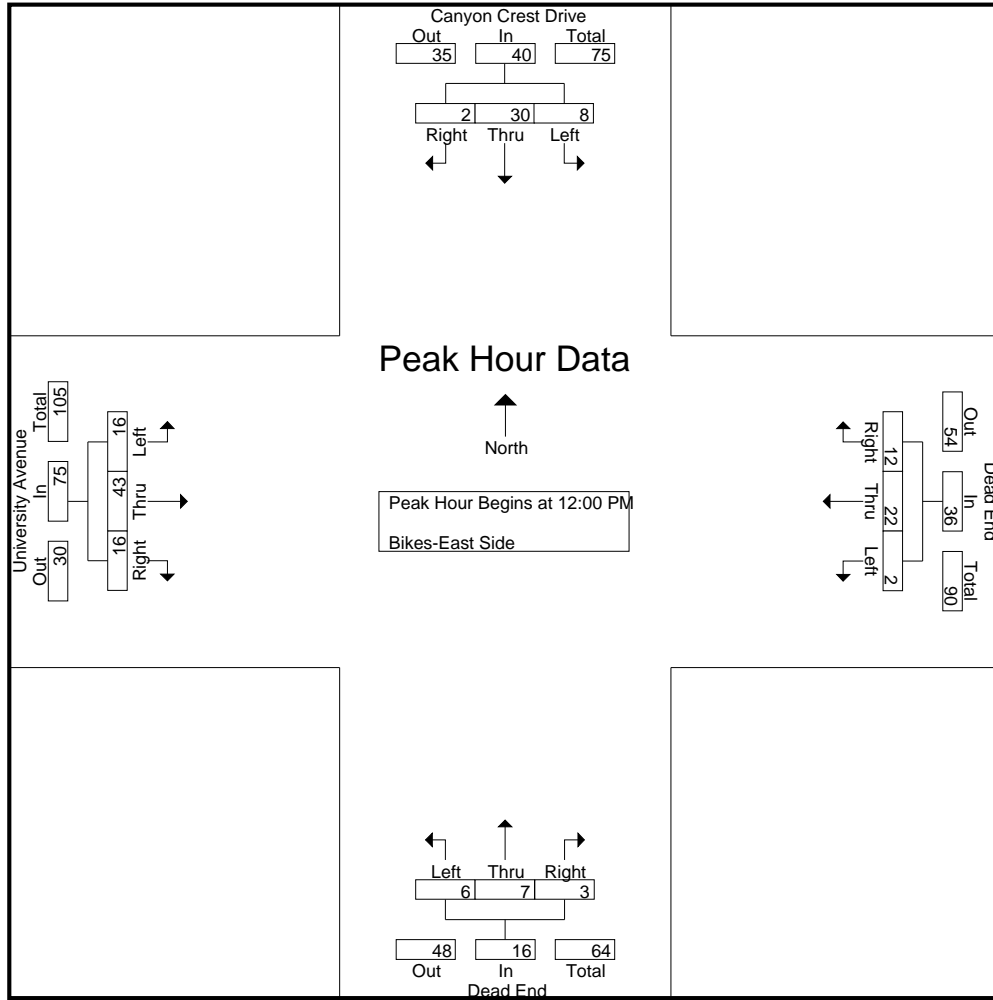 Canyon Crest Drive
Out In Total
35 40 75
2 30 8
Right Thru Left
Peak Hour Data
North
Peak Hour Begins at 12:00 PM
Bikes-East Side
University Avenue
Out In Total
30 75 105
16 43 16
Left Thru Right
Dead End
Out In Total
54 36 90
12 22 2
Right Thru Left
Left Thru Right
6 7 3
48 16 64
Out In Total
Dead End